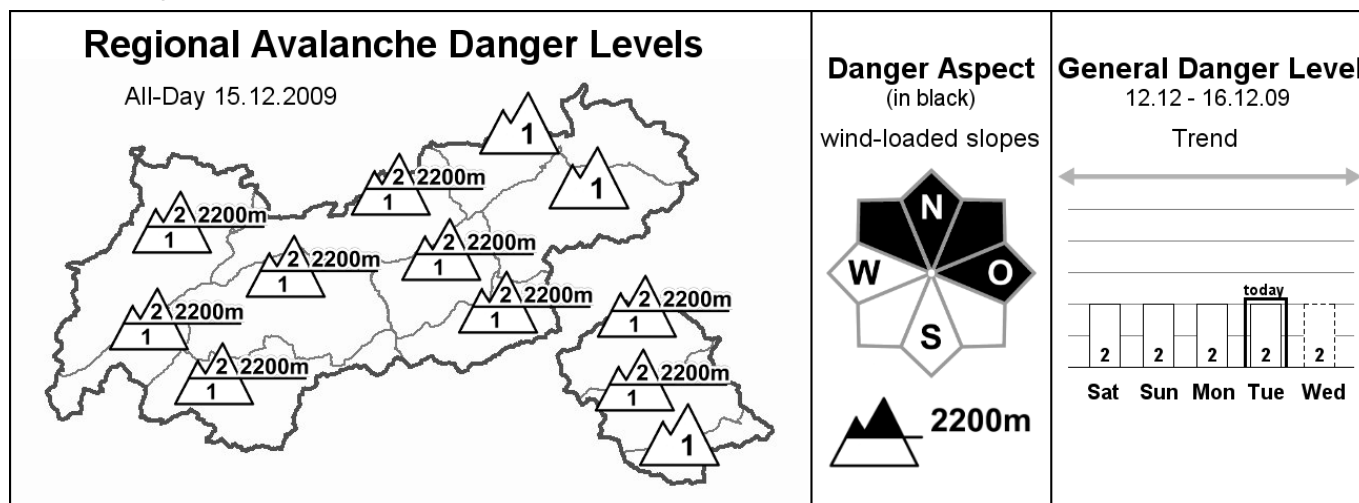 Regional Avalanche Danger Levels
All-Day 15.12.2009
1
1
2 2200m
1
2 2200m
1
2 2200m
1
2 2200m
1
2 2200m
1
2 2200m
1
2 2200m
1
2 2200m
1
2 2200m
1
1
Danger Aspect
(in black)
wind-loaded slopes
N
W
O
S
2200m
General Danger Level
12.12 - 16.12.09
Trend
today
2 2 2 2 2
Sat Sun Mon Tue Wed